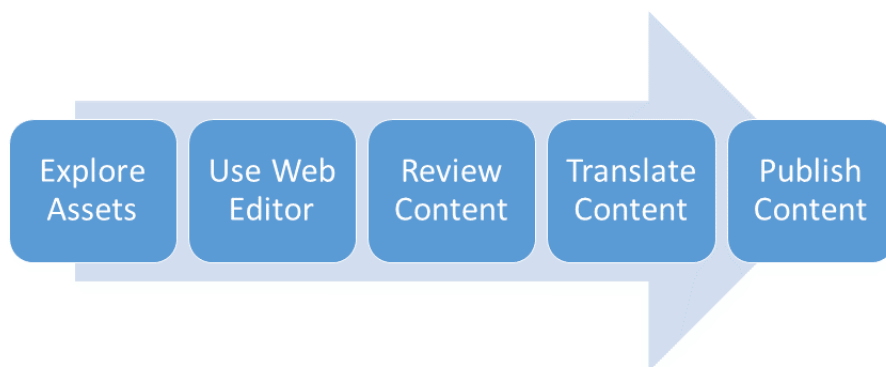 Explore
Assets
Use Web
Editor
Review
Content
Translate
Content
Publish
Content